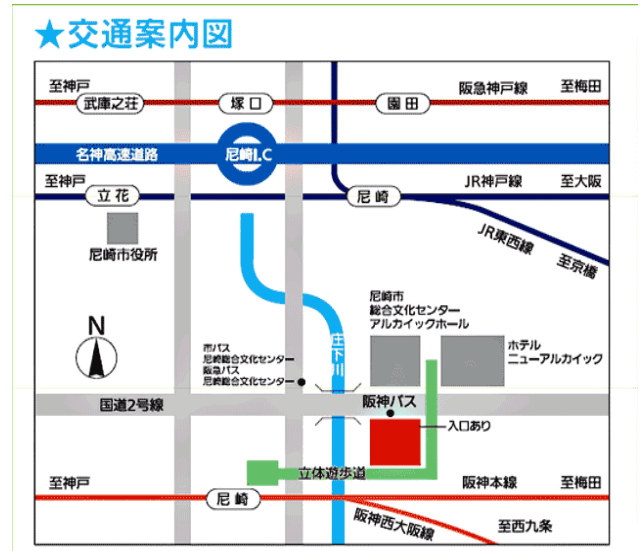 ★交通案内図
至神戸
阪急神戸線
至梅田
武庫之荘
塚口
園田
名神高速道路
尼崎I.C
至神戸
JR神戸線
至大阪
立花
尼崎
JR東西線
至京橋
尼崎市役所
N
尼崎市
総合文化センター
アルカイックホール
ホテル
ニューアルカイック
庄下川
市バス
尼崎総合文化センター
阪急バス
尼崎総合文化センター
国道2号線
阪神バス
入口あり
立体遊歩道
至神戸
阪神本線
至梅田
尼崎
阪神西大阪線
至西九条